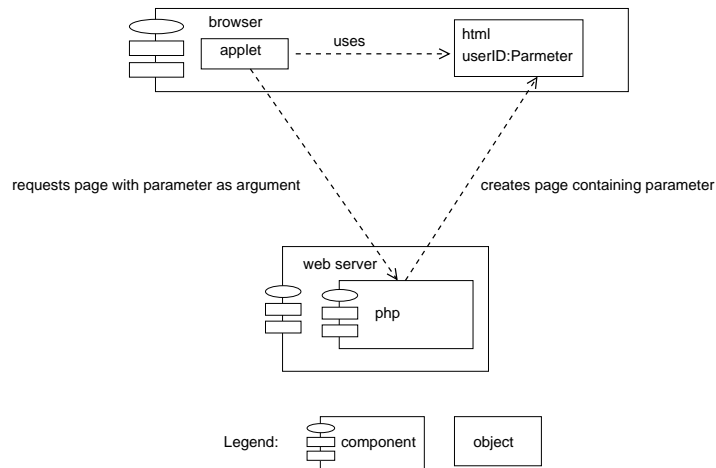 browser
applet
uses
html
userID:Parmeter
requests page with parameter as argument
creates page containing parameter
web server
php
Legend:
component
object